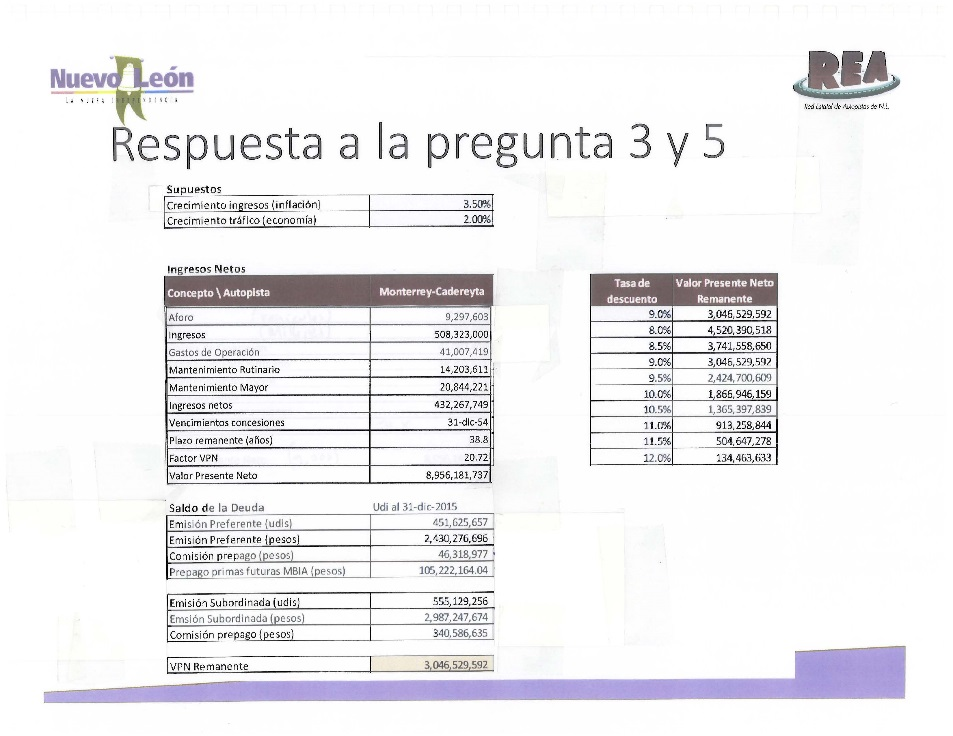 Nuevo León
LA NUEVA INDEPENDENCIA
REA
Red Estatal de Autopistas de N.L.
Respuesta a la pregunta 3 y 5
Supuestos
Crecimiento ingresos (inflación) 3.50%
Crecimiento tráfico (economía) 2.00%
Ingresos Netos
Concepto \ Autopista Monterrey-Cadereyta
Aforo 9,297,603
Ingresos 508,323,000
Gastos de Operación 41,007,419
Mantenimiento Rutinario 14,203,611
Mantenimiento Mayor 20,844,221
Ingresos netos 432,267,749
Vencimientos concesiones 31-dic-54
Plazo remanente (años) 38.8
Factor VPN 20.72
Valor Presente Neto 8,956,181,737
Tasa de descuento Valor Presente Neto Remanente
9.0% 3,046,529,592
8.0% 4,520,390,518
8.5% 3,741,558,650
9.0% 3,046,529,592
9.5% 2,424,700,609
10.0% 1,866,946,159
10.5% 1,365,397,839
11.0% 913,258,844
11.5% 504,647,278
12.0% 134,463,633
Saldo de la Deuda Udi al 31-dic-2015
Emisión Preferente (udis) 451,625,657
Emisión Preferente (pesos) 2,430,276,696
Comisión prepago (pesos) 46,318,977
Prepago primas futuras MBIA (pesos) 105,222,164.04
Emisión Subordinada (udis) 555,129,256
Emsión Subordinada (pesos) 2,987,247,674
Comisión prepago (pesos) 340,586,635
VPN Remanente 3,046,529,592